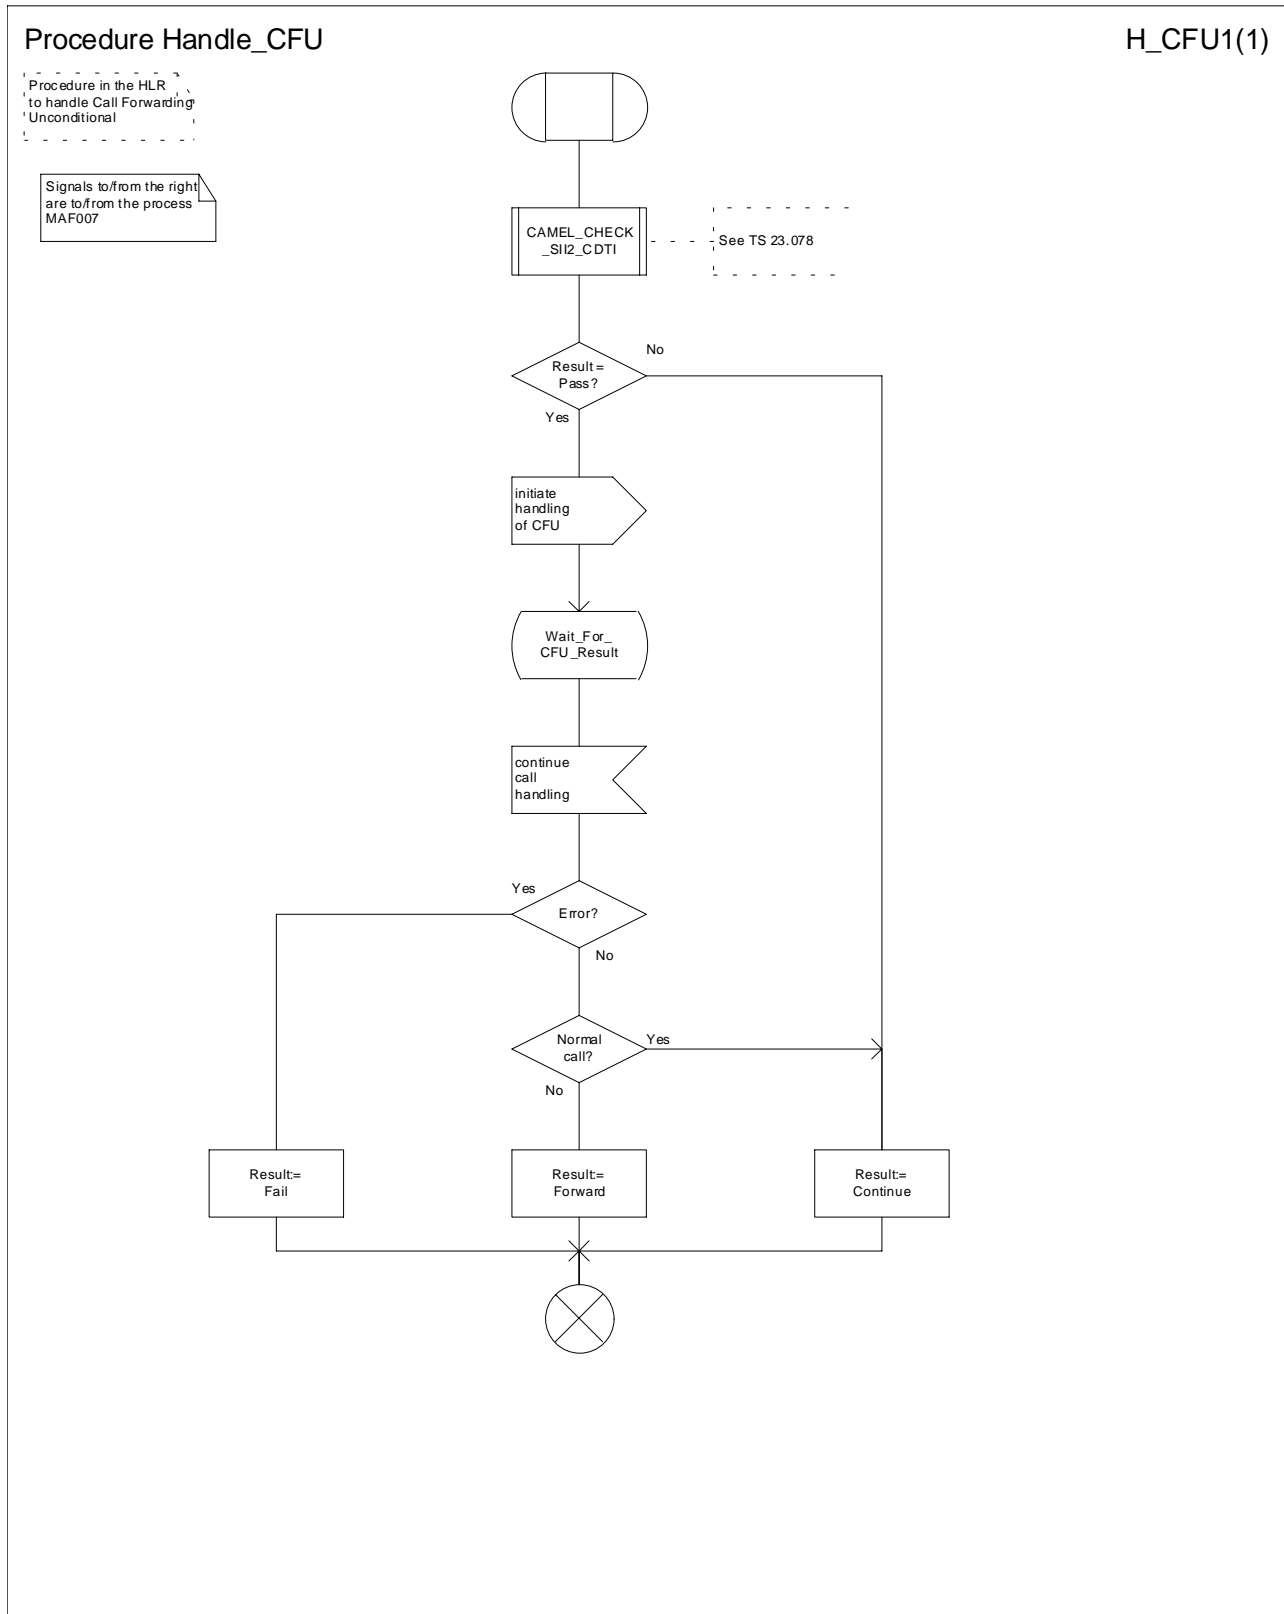 Procedure Handle_CFU
H_CFU1(1)
Procedure in the HLR
to handle Call Forwarding
Unconditional
Signals to/from the right
are to/from the process
MAF007
CAMEL_CHECK
_SII2_CDTI
See TS 23.078
Result =
Pass?
No
Yes
initiate
handling
of CFU
Wait_For_
CFU_Result
continue
call
handling
Yes
Error?
No
Normal
call?
Yes
No
Result:=
Fail
Result:=
Forward
Result:=
Continue